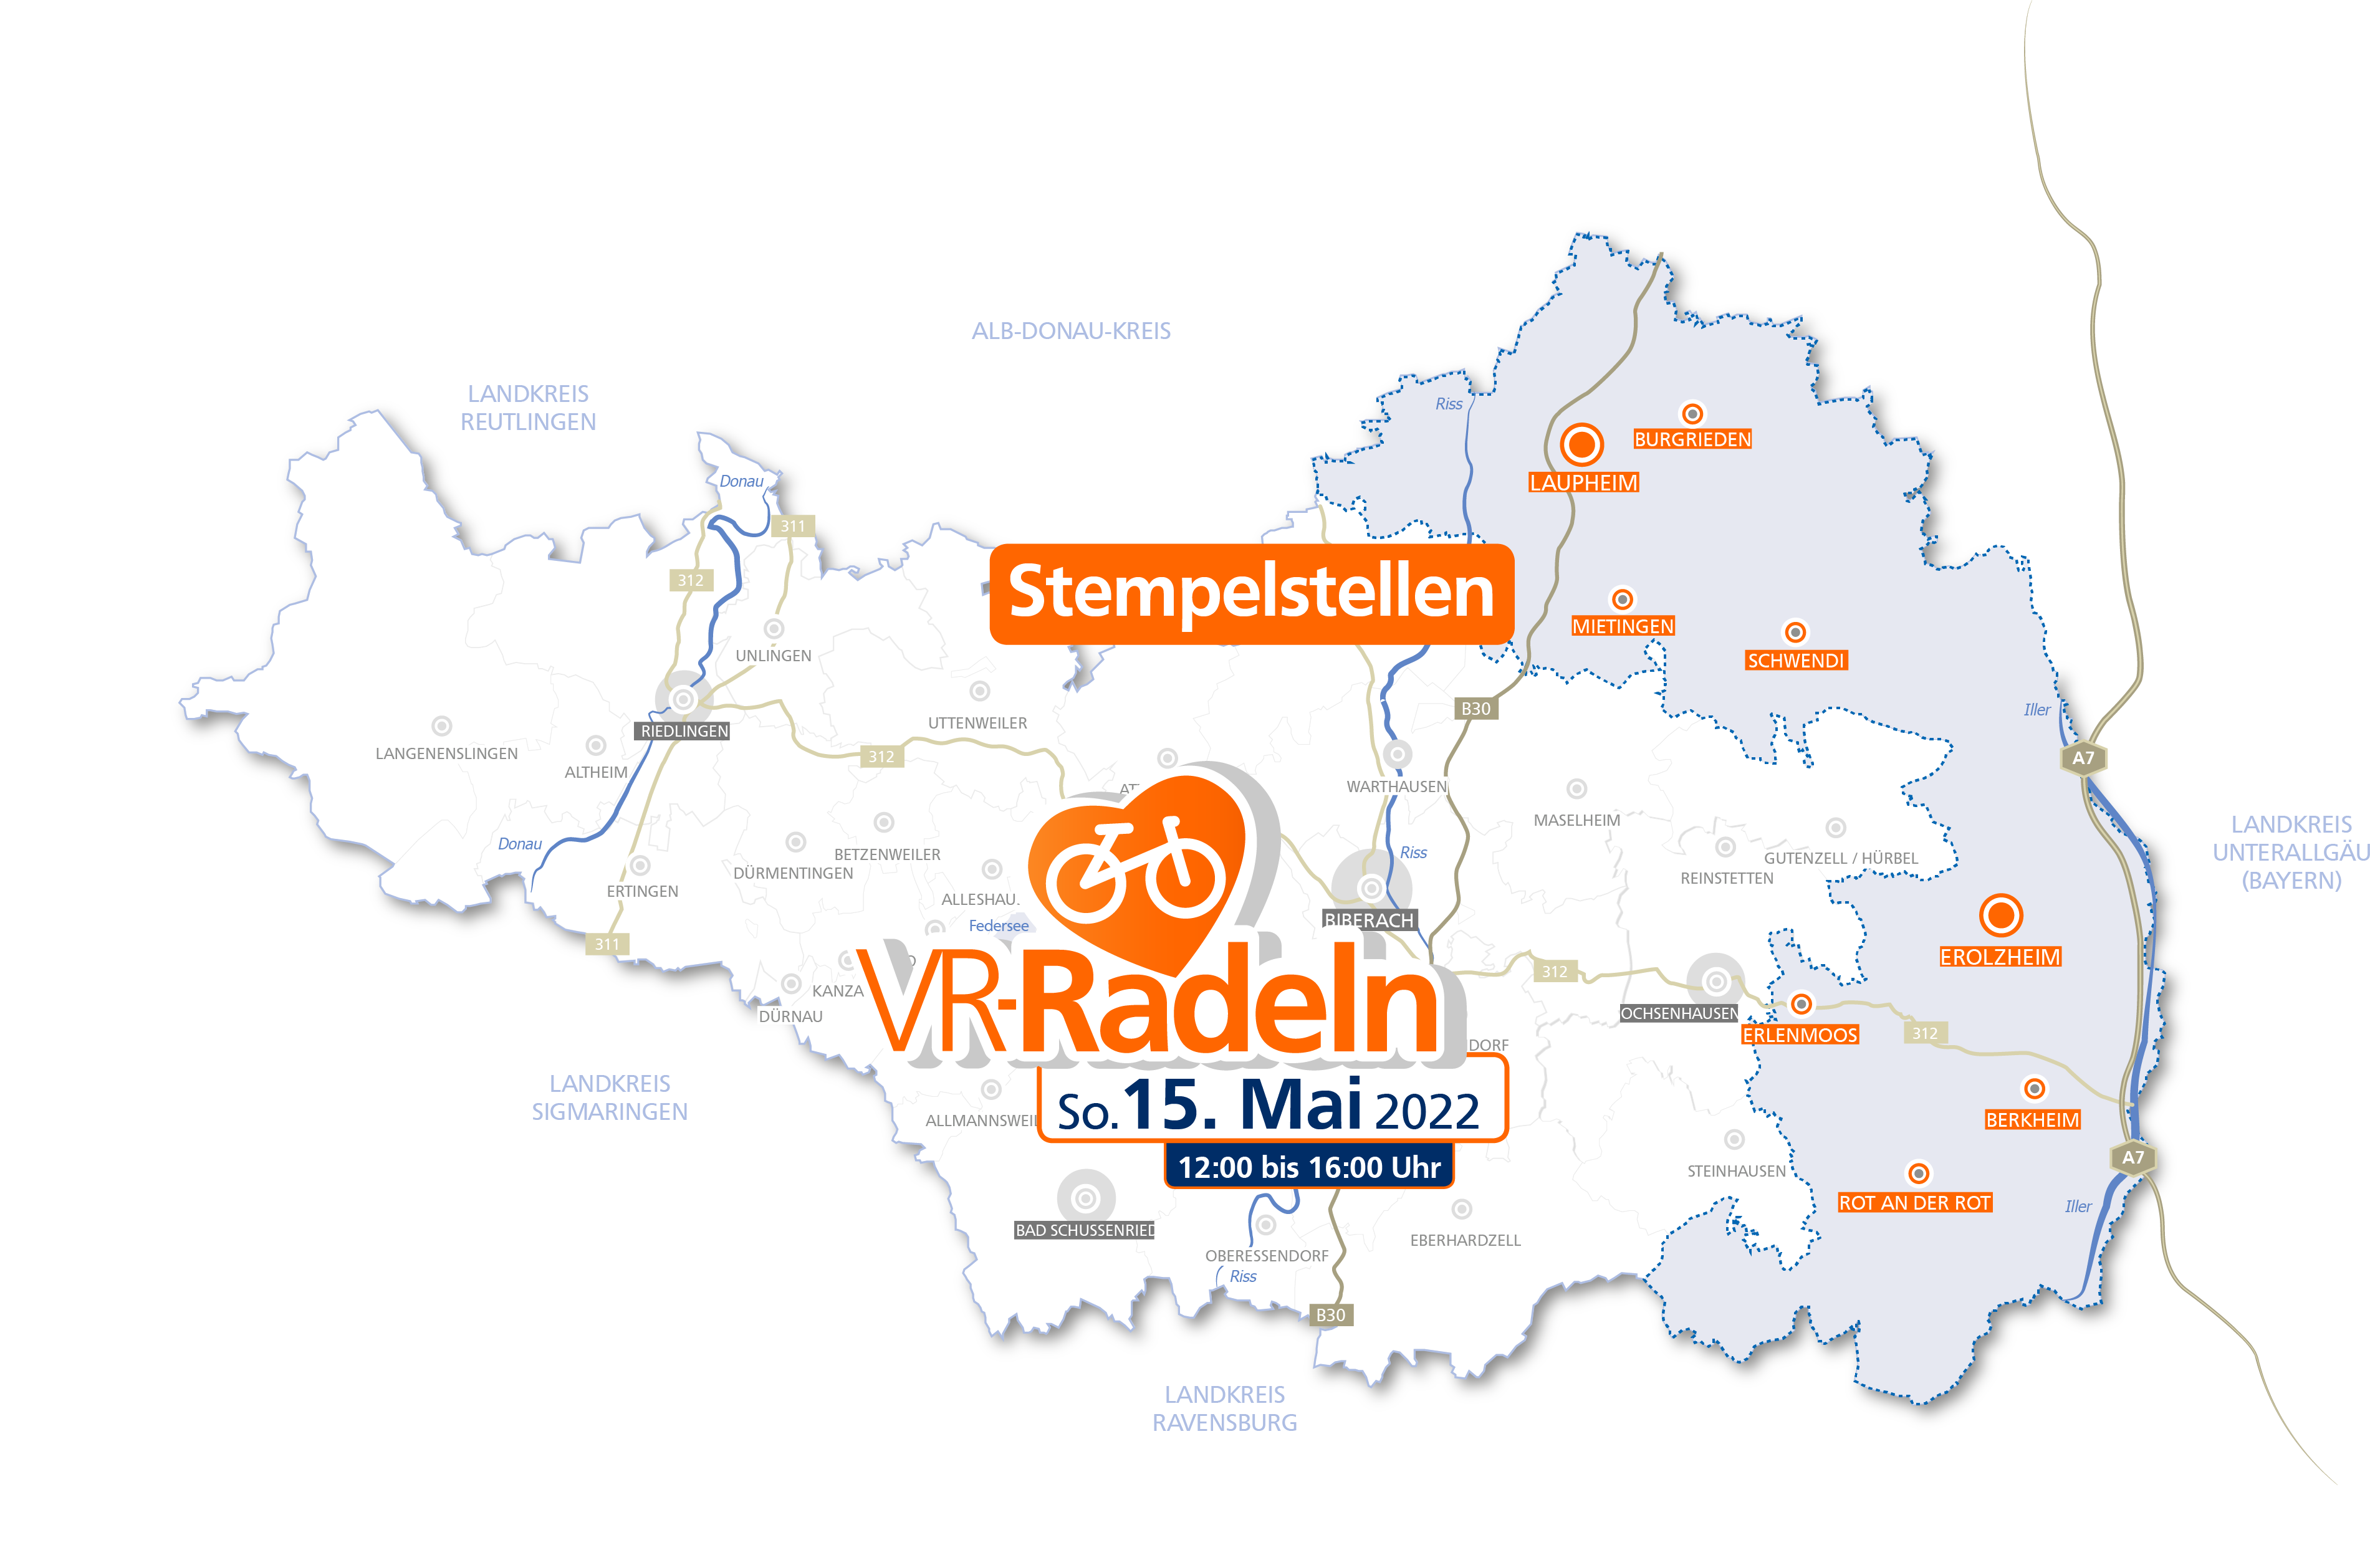 ALB-DONAU-KREIS
LANDKREIS
REUTLINGEN
Riss
BURGRIEDEN
LAUPHEIM
Donau
311
312
Stempelstellen
MIETINGEN
SCHWENDI
UNLINGEN
UTTENWEILER
RIEDLINGEN
B30
Iller
LANGENENSLINGEN
ALTHEIM
312
A7
WARTHAUSEN
MASELHEIM
LANDKREIS
UNTERALLGÄU
(BAYERN)
Donau
BETZENWEILER
DÜRMENTINGEN
Riss
GUTENZELL / HÜRBEL
REINSTETTEN
ERTINGEN
ALLESHAU.
Federsee
BIBERACH
311
EROLZHEIM
312
KANZA
DÜRNAU
VR-Radeln
OCHSENHAUSEN
ERLENMOOS
312
DORF
LANDKREIS
SIGMARINGEN
ALLMANNSWEIL
So. 15. Mai 2022
12:00 bis 16:00 Uhr
BERKHEIM
A7
STEINHAUSEN
ROT AN DER ROT
Iller
BAD SCHUSSENRIED
OBERESSENDORF
EBERHARDZELL
Riss
B30
LANDKREIS
RAVENSBURG